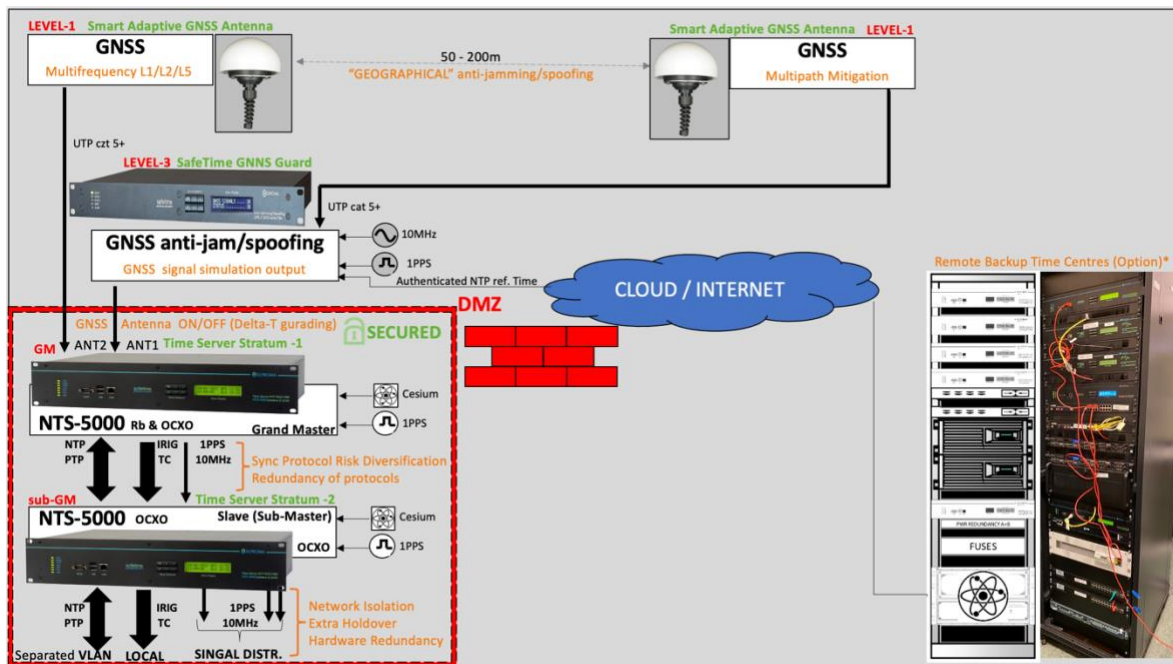 LEVEL-1 Smart Adaptive GNSS Antenna
GNSS
Multifrequency L1/L2/L5
50 - 200m
"GEOGRAPHICAL" anti-jamming/spoofing
Smart Adaptive GNSS Antenna LEVEL-1
GNSS
Multipath Mitigation
UTP czt 5+
LEVEL-3 SafeTime GNNS Guard
UTP cat 5+
GNSS anti-jam/spoofing
GNSS signal simulation output
10MHz
1PPS
Authenticated NTP ref. Time
CLOUD / INTERNET
DMZ
Remote Backup Time Centres (Option)*
PWR REDUNDANCY A+B
FUSES
GNSS Antenna ON/OFF (Delta-T gurading)
SECURED
GM ANT2 ANT1 Time Server Stratum -1
Cesium
1PPS
NTS-5000 Rb & OCXO Grand Master
NTP IRIG 1PPS
PTP TC 10MHz
Sync Protocol Risk Diversification
Redundancy of protocols
sub-GM Time Server Stratum -2
NTS-5000 OCXO Slave (Sub-Master)
Cesium
OCXO
1PPS
NTP IRIG 1PPS
PTP TC 10MHz
Network Isolation
Extra Holdover
Hardware Redundancy
Separated VLAN LOCAL SINGAL DISTR.